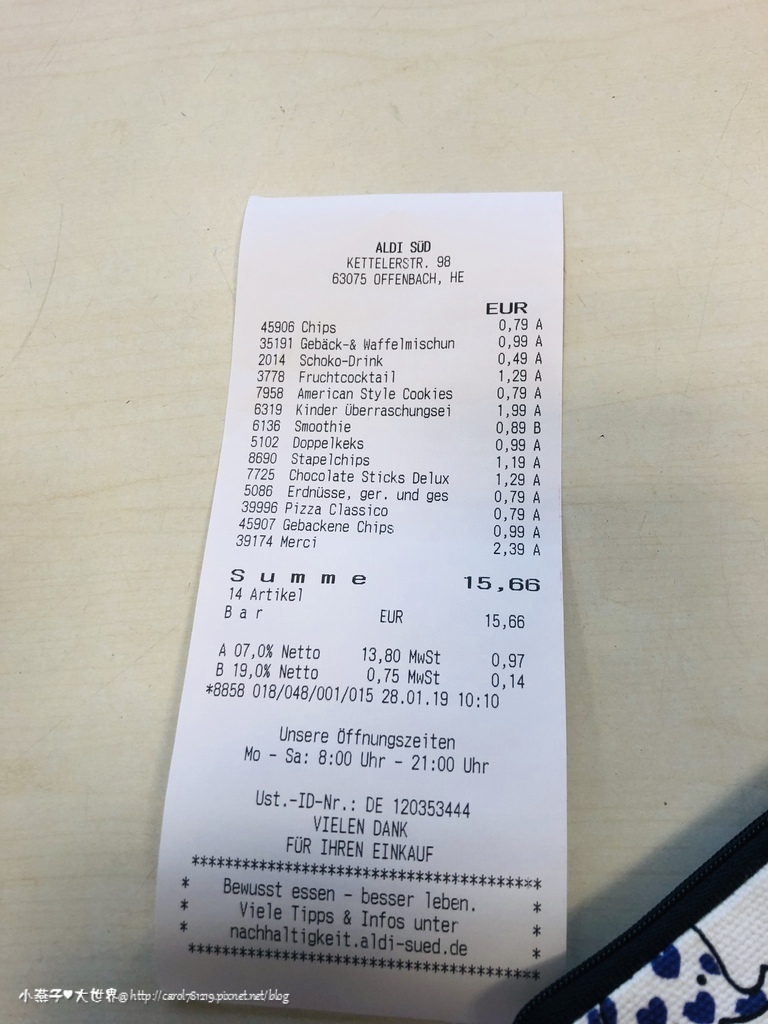 ALDI SÜD
KETTELERSTR. 98
63075 OFFENBACH, HE
EUR
45906 Chips 0,79 A
35191 Gebäck-& Waffelmischun 0,99 A
2014 Schoko-Drink 0,49 A
3778 Fruchtcocktail 1,29 A
7958 American Style Cookies 0,79 A
6319 Kinder Überraschungsei 1,99 A
6136 Smoothie 0,89 B
5102 Doppelkeks 0,99 A
8690 Stapelchips 1,19 A
7725 Chocolate Sticks Delux 1,29 A
5086 Erdnüsse, ger. und ges 0,79 A
39996 Pizza Classico 0,79 A
45907 Gebackene Chips 0,99 A
39174 Merci 2,39 A
Summe 15,66
14 Artikel
Bar EUR 15,66
A 07,0% Netto 13,80 MwSt 0,97
B 19,0% Netto 0,75 MwSt 0,14
*8858 018/048/001/015 28.01.19 10:10
Unsere Öffnungszeiten
Mo - Sa: 8:00 Uhr - 21:00 Uhr
Ust.-ID-Nr.: DE 120353444
VIELEN DANK
FÜR IHREN EINKAUF
****************************************
* Bewusst essen - besser leben. *
* Viele Tipps & Infos unter *
* nachhaltigkeit.aldi-sued.de *
****************************************
小燕子♥大世界@http://carol781219.pixnet.net/blog